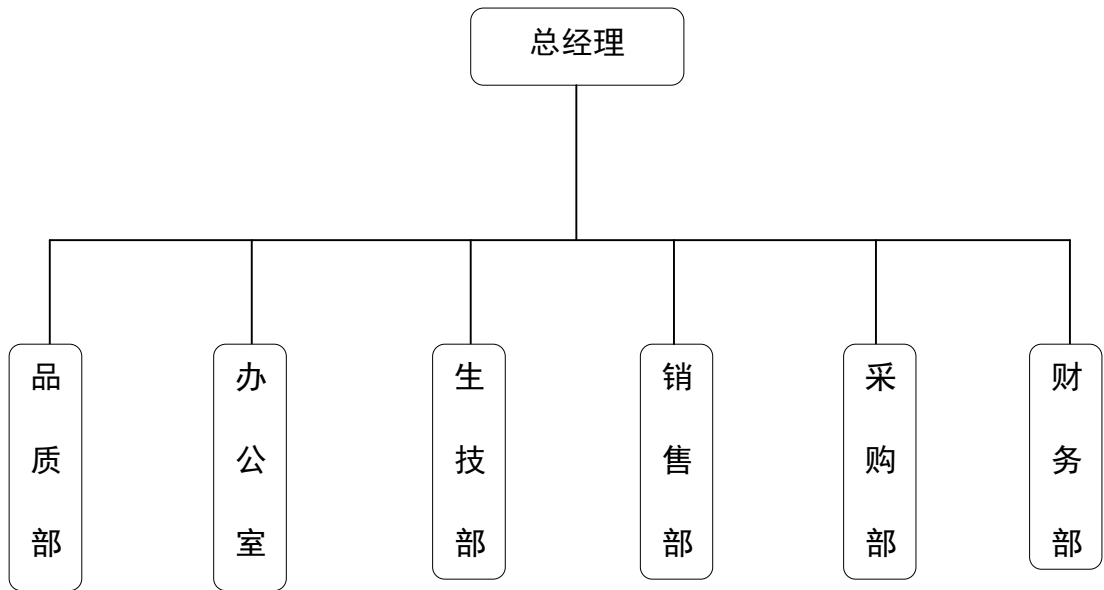 总经理
品质部
办公室
生技部
销售部
采购部
财务部